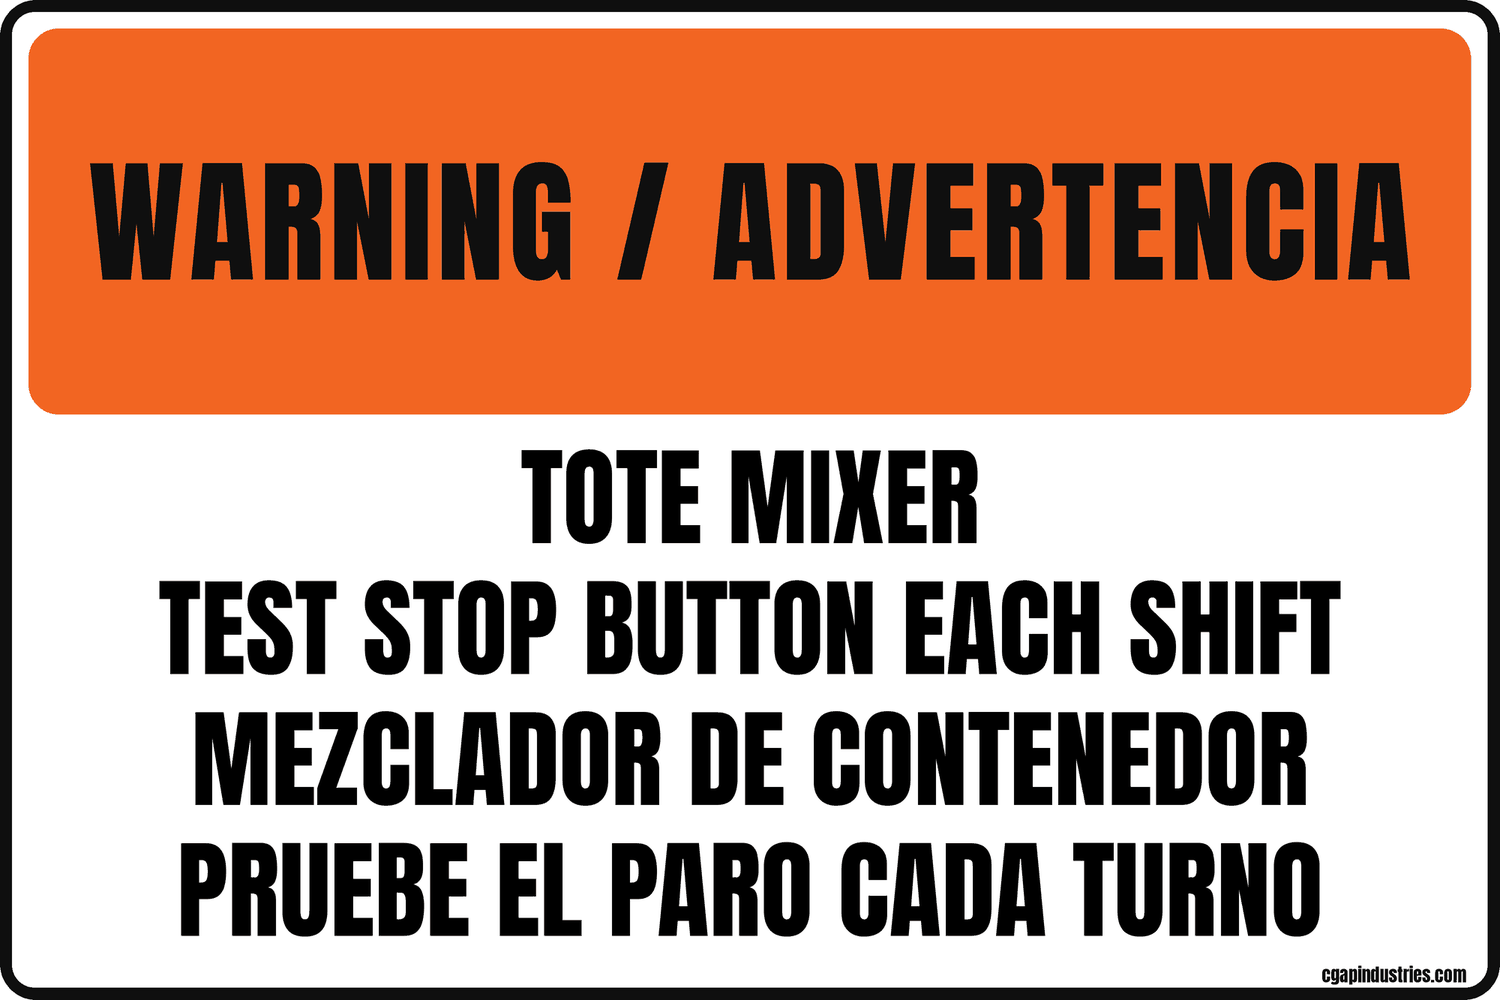 WARNING / ADVERTENCIA
TOTE MIXER
TEST STOP BUTTON EACH SHIFT
MEZCLADOR DE CONTENEDOR
PRUEBE EL PARO CADA TURNO
cgapindustries.com